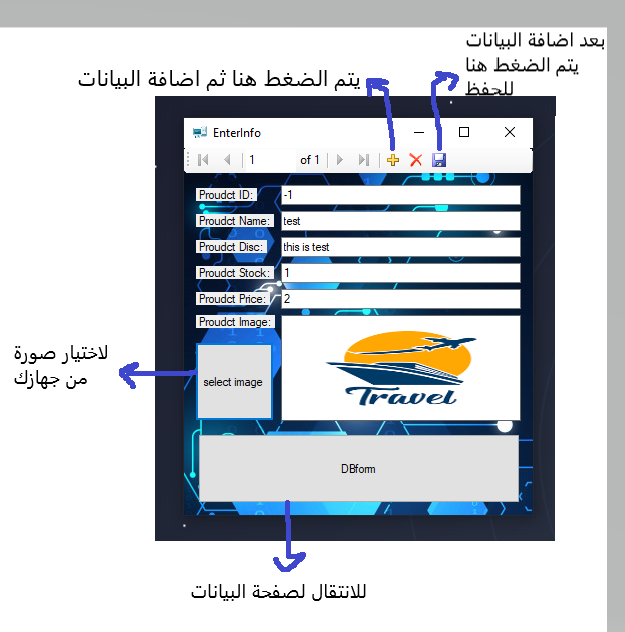 بعد اضافة البيانات
يتم الضغط هنا
للحفظ
يتم الضغط هنا ثم اضافة البيانات
EnterInfo
1 of 1
Proudct ID: -1
Proudct Name: test
Proudct Disc: this is test
Proudct Stock: 1
Proudct Price: 2
Proudct Image:
Travel
لاختيار صورة
من جهازك
select image
DBform
للانتقال لصفحة البيانات